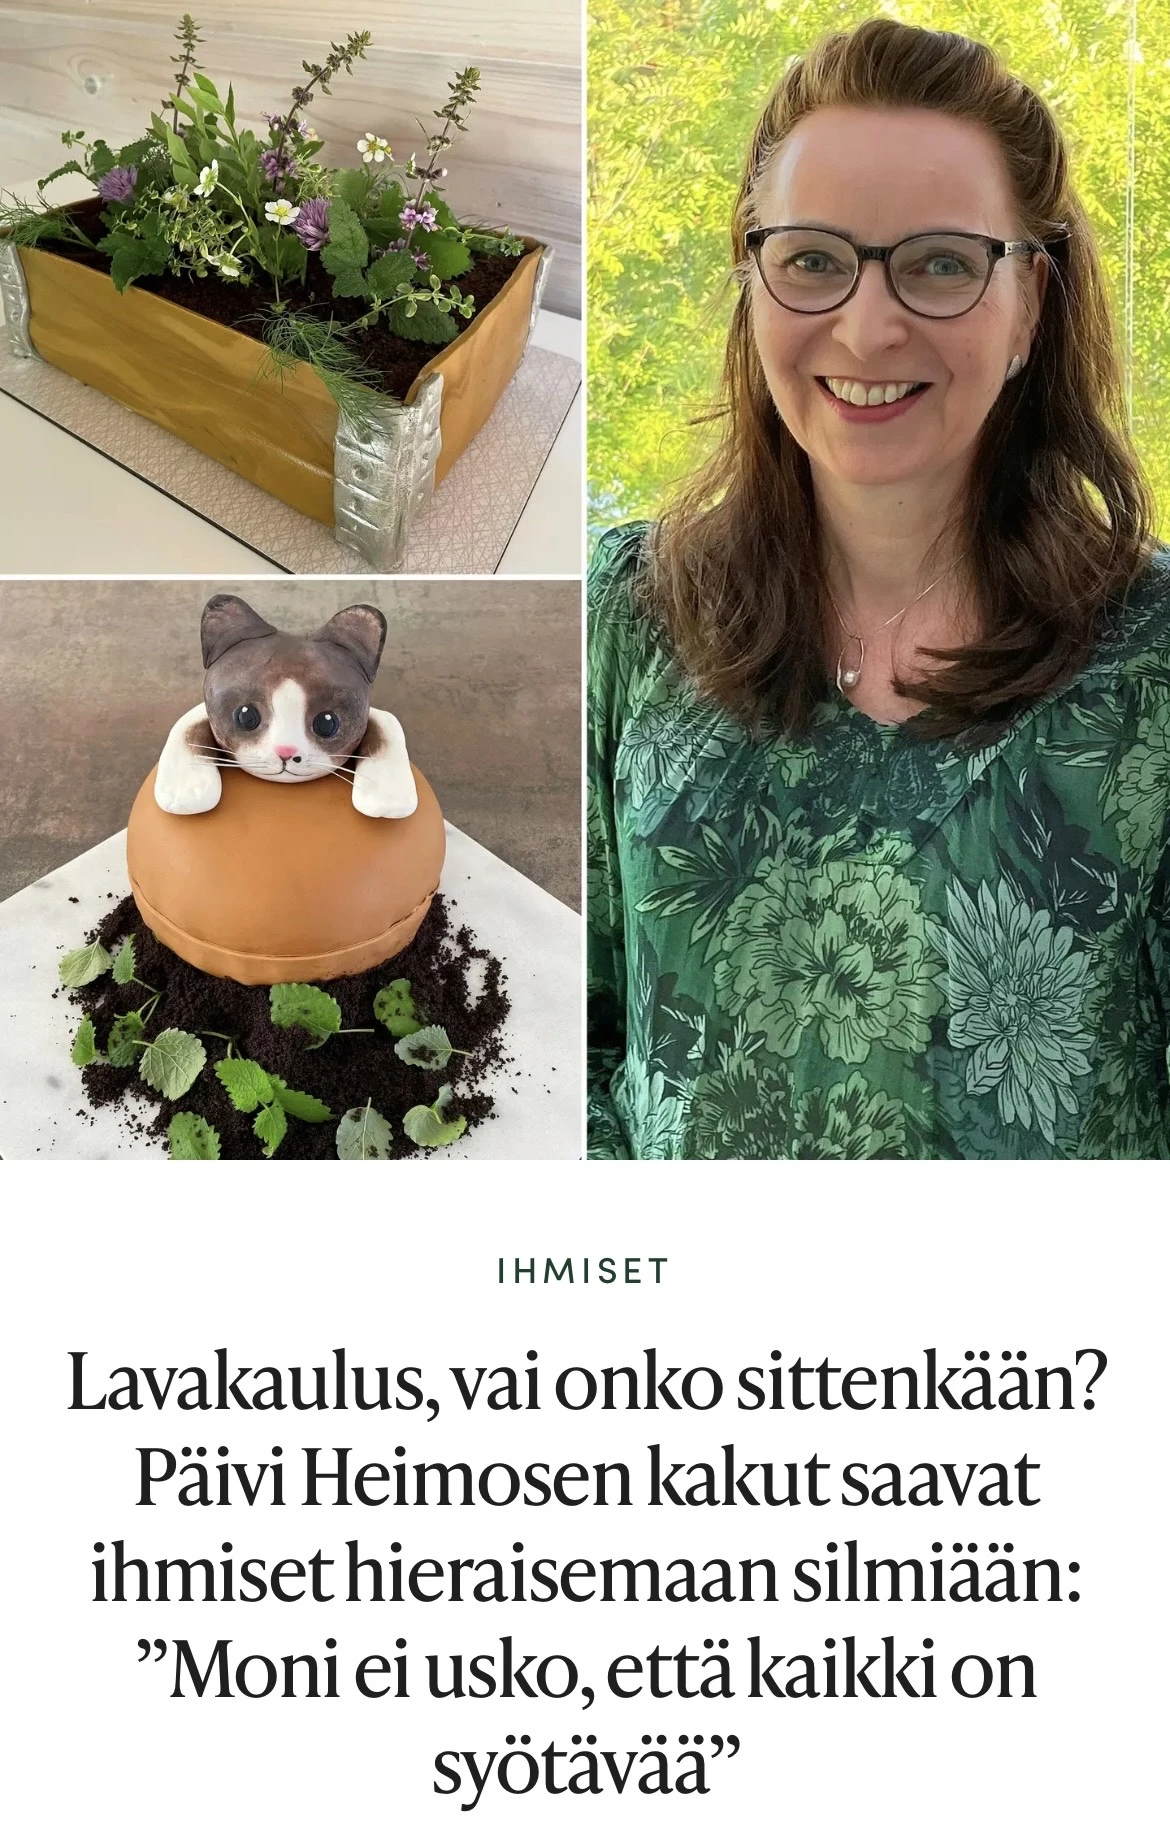 IHMISET
Lavakaulus, vai onko sittenkään?
Päivi Heimosen kakut saavat
ihmiset hieraisemaan silmiään:
”Moni ei usko, että kaikki on
syötävää”